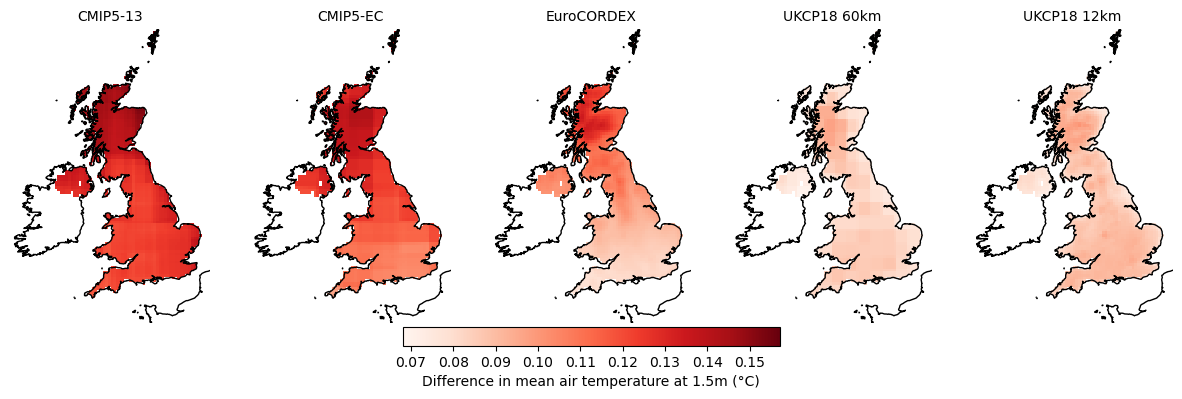 CMIP5-13 CMIP5-EC EuroCORDEX UKCP18 60km UKCP18 12km
0.07 0.08 0.09 0.10 0.11 0.12 0.13 0.14 0.15
Difference in mean air temperature at 1.5m (°C)